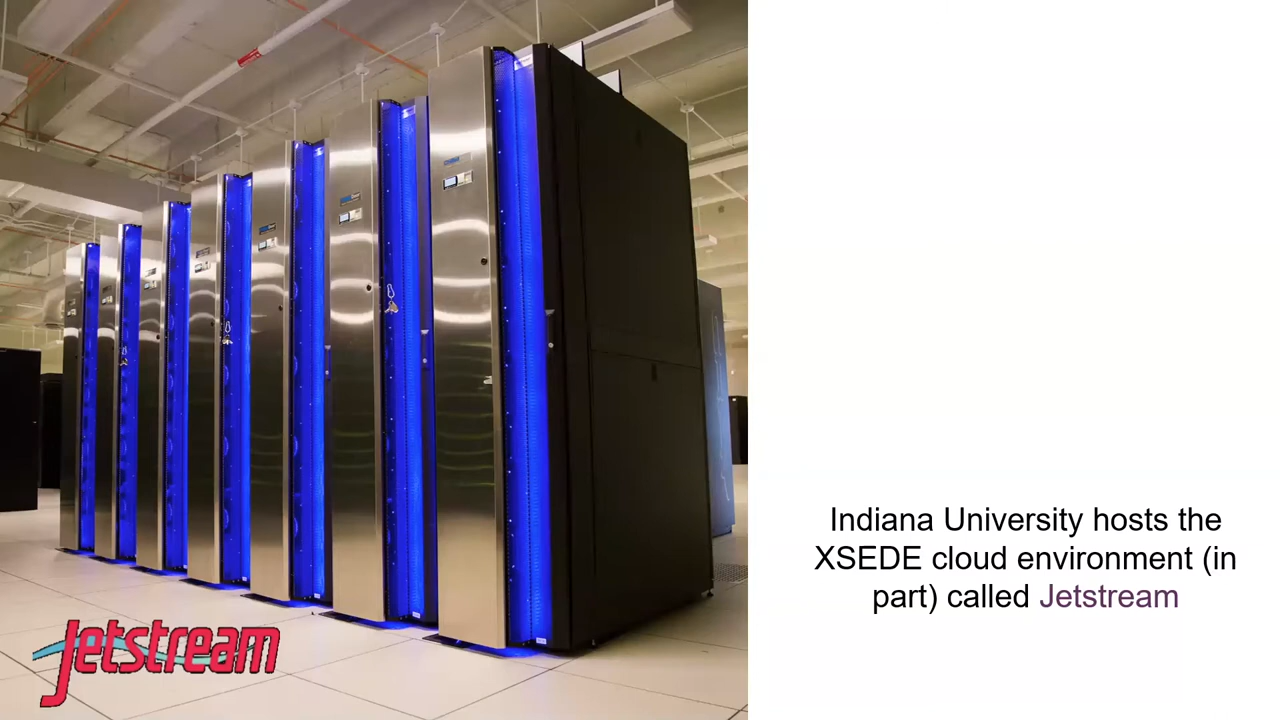 Indiana University hosts the
XSEDE cloud environment (in
part) called Jetstream
Jetstream